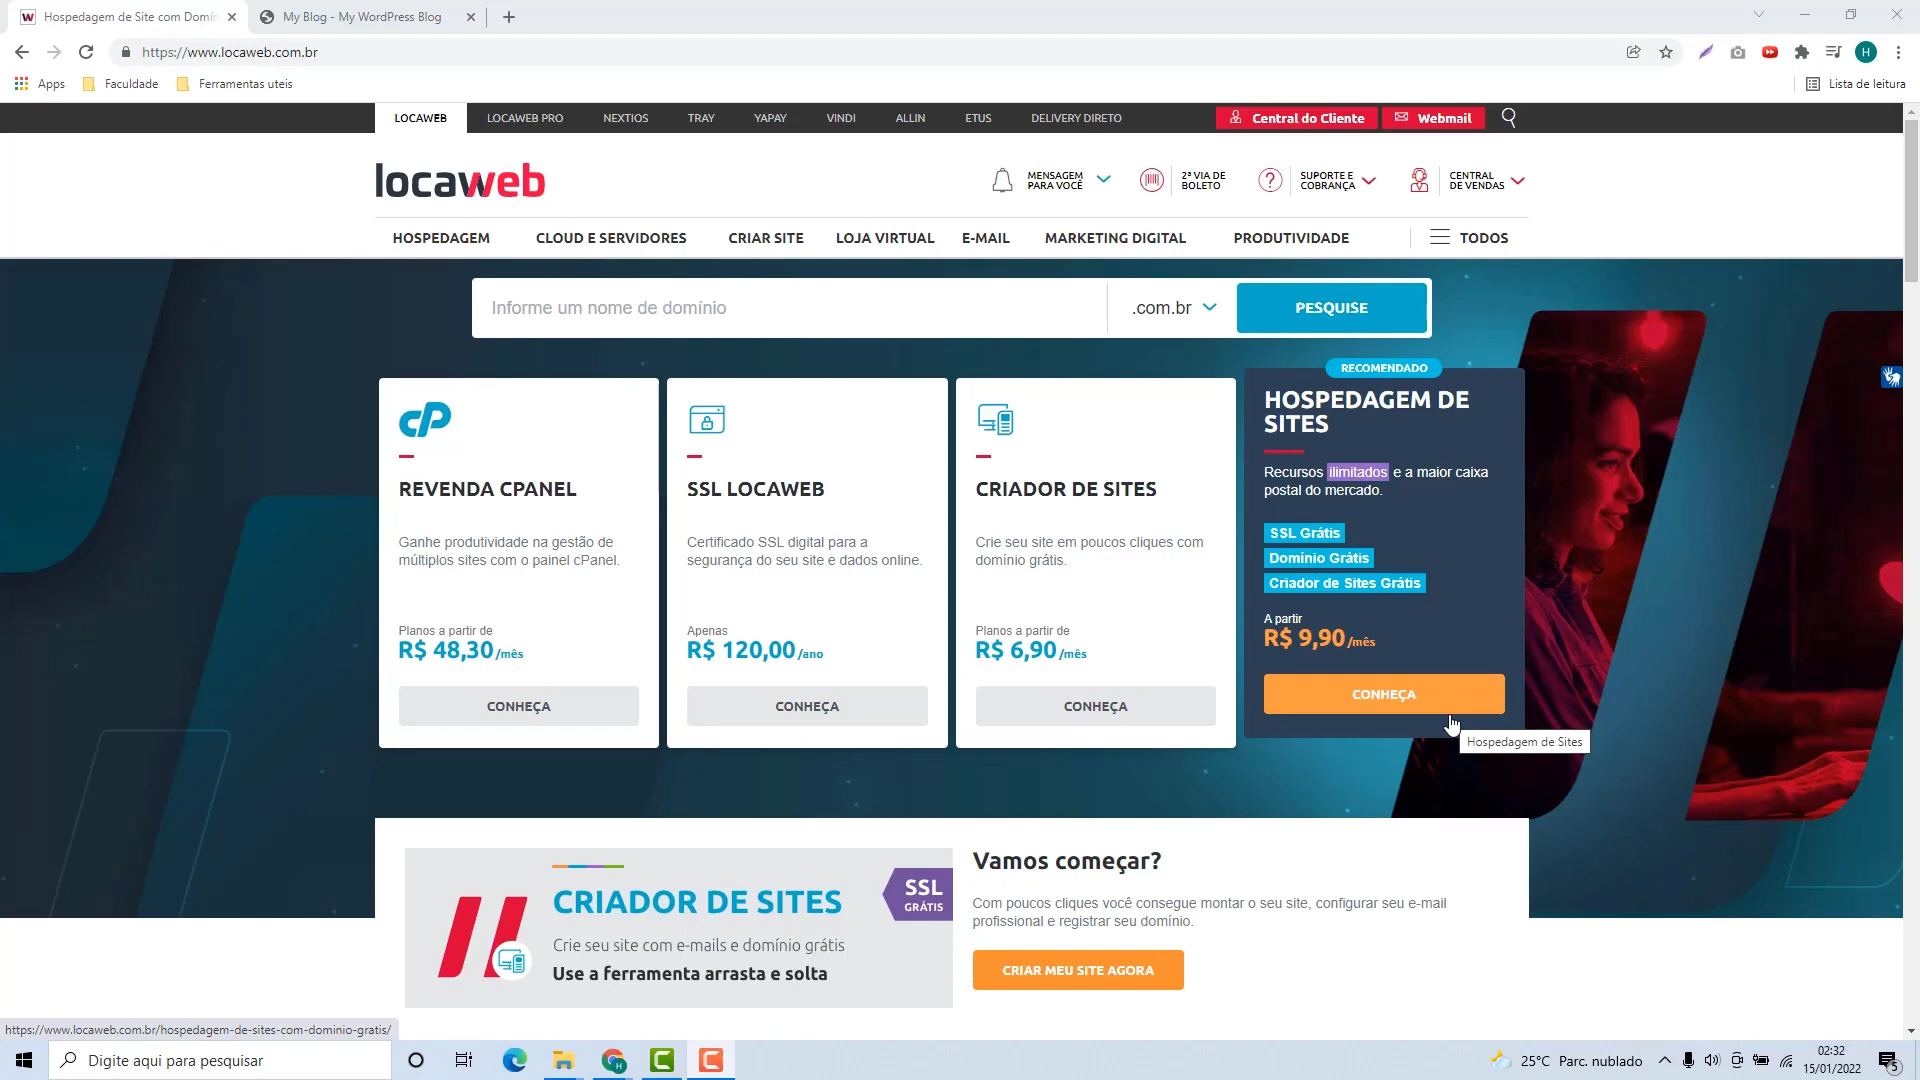 Hospedagem de Site com Domín
My Blog - My WordPress Blog
https://www.locaweb.com.br
H
Apps
Faculdade
Ferramentas uteis
Lista de leitura
LOCAWEB
LOCAWEB PRO
NEXTIOS
TRAY
YAPAY
VINDI
ALLIN
ETUS
DELIVERY DIRETO
Central do Cliente
Webmail
locaweb
MENSAGEM
PARA VOCÊ
2ª VIA DE
BOLETO
SUPORTE E
COBRANÇA
CENTRAL
DE VENDAS
HOSPEDAGEM
CLOUD E SERVIDORES
CRIAR SITE
LOJA VIRTUAL
E-MAIL
MARKETING DIGITAL
PRODUTIVIDADE
TODOS
Informe um nome de domínio
.com.br
PESQUISE
cP
REVENDA CPANEL
Ganhe produtividade na gestão de
múltiplos sites com o painel cPanel.
Planos a partir de
R$ 48,30/mês
CONHEÇA
SSL LOCAWEB
Certificado SSL digital para a
segurança do seu site e dados online.
Apenas
R$ 120,00/ano
CONHEÇA
CRIADOR DE SITES
Crie seu site em poucos cliques com
domínio grátis.
Planos a partir de
R$ 6,90/mês
CONHEÇA
RECOMENDADO
HOSPEDAGEM DE
SITES
Recursos ilimitados e a maior caixa
postal do mercado.
SSL Grátis
Domínio Grátis
Criador de Sites Grátis
A partir
R$ 9,90/mês
CONHEÇA
Hospedagem de Sites
CRIADOR DE SITES
SSL
GRÁTIS
Crie seu site com e-mails e domínio grátis
Use a ferramenta arrasta e solta
Vamos começar?
Com poucos cliques você consegue montar o seu site, configurar seu e-mail
profissional e registrar seu domínio.
CRIAR MEU SITE AGORA
https://www.locaweb.com.br/hospedagem-de-sites-com-dominio-gratis/
Digite aqui para pesquisar
25°C Parc. nublado
02:32
15/01/2022
5